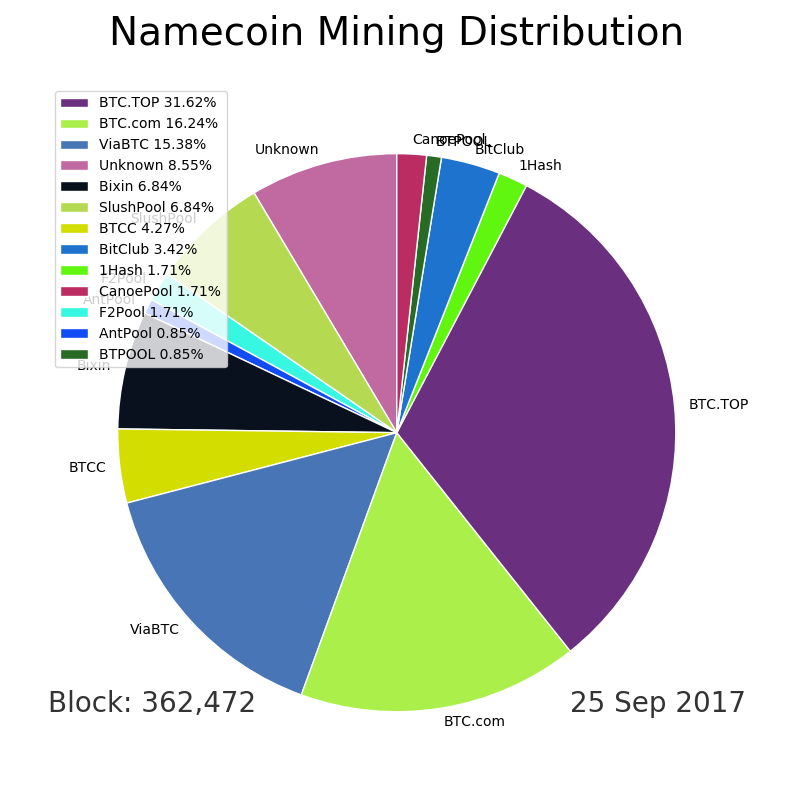 Namecoin Mining Distribution
BTC.TOP 31.62%
BTC.com 16.24%
ViaBTC 15.38%
Unknown 8.55%
Bixin 6.84%
SlushPool 6.84%
BTCC 4.27%
BitClub 3.42%
1Hash 1.71%
CanoePool 1.71%
F2Pool 1.71%
AntPool 0.85%
BTPOOL 0.85%
CanoePool
BTPOOL
BitClub
1Hash
Unknown
SlushPool
F2Pool
AntPool
Bixin
BTC.TOP
BTCC
ViaBTC
BTC.com
Block: 362,472
25 Sep 2017